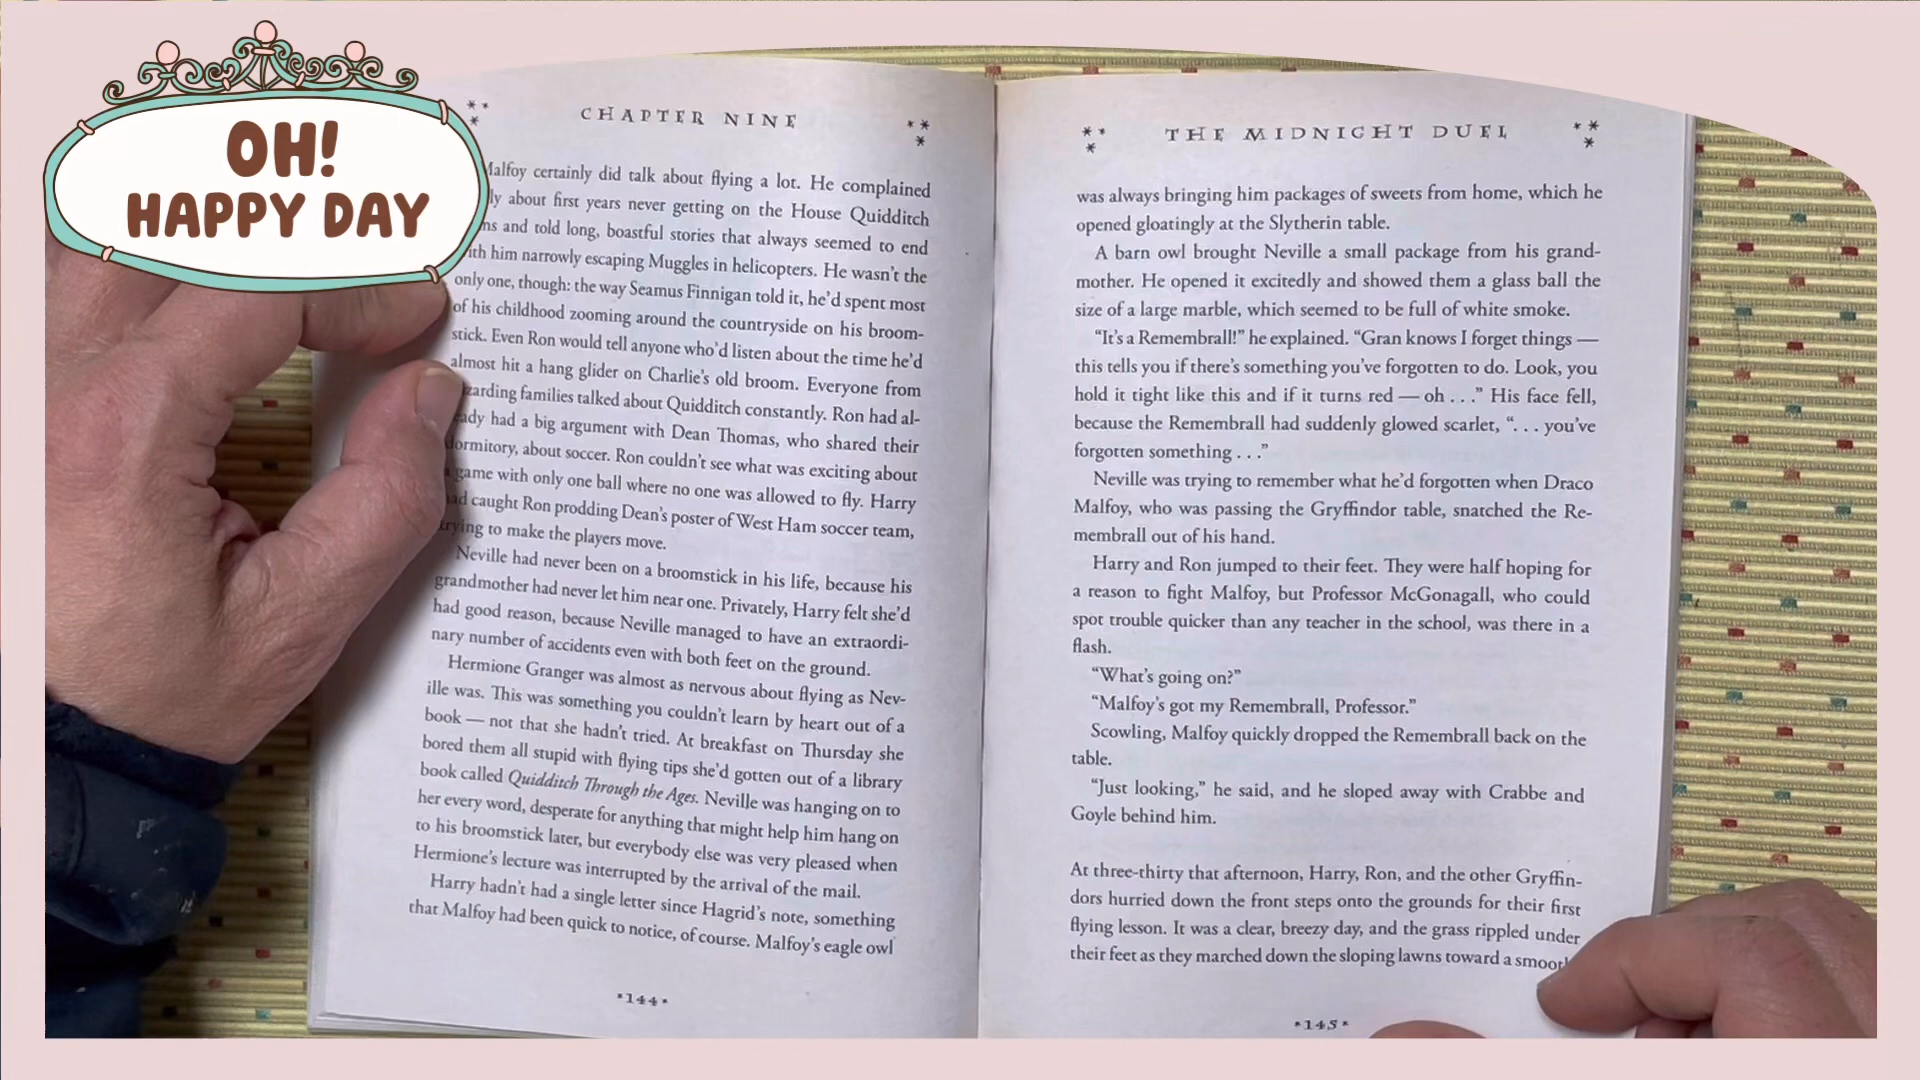 OH!
HAPPY DAY
CHAPTER NINE
certainly did talk about flying a lot. He complained
about first years never getting on the House Quidditch
and told long, boastful stories that always seemed to end
him narrowly escaping Muggles in helicopters. He wasn't the
only one, though: the way Seamus Finnigan told it, he'd spent most
of his childhood zooming around the countryside on his broom-
stick. Even Ron would tell anyone who'd listen about the time he'd
almost hit a hang glider on Charlie's old broom. Everyone from
families talked about Quidditch constantly. Ron had al-
had a big argument with Dean Thomas, who shared their
dormitory, about soccer. Ron couldn't see what was exciting about
game with only one ball where no one was allowed to fly. Harry
caught Ron prodding Dean's poster of West Ham soccer team,
trying to make the players move.
Neville had never been on a broomstick in his life, because his
grandmother had never let him near one. Privately, Harry felt she'd
had good reason, because Neville managed to have an extraordi-
nary number of accidents even with both feet on the ground.
Hermione Granger was almost as nervous about flying as Nev-
ille was. This was something you couldn't learn by heart out of a
book — not that she hadn't tried. At breakfast on Thursday she
bored them all stupid with flying tips she'd gotten out of a library
book called Quidditch Through the Ages. Neville was hanging on to
her every word, desperate for anything that might help him hang on
to his broomstick later, but everybody else was very pleased when
Hermione's lecture was interrupted by the arrival of the mail.
Harry hadn't had a single letter since Hagrid's note, something
that Malfoy had been quick to notice, of course. Malfoy's eagle owl
*144*
THE MIDNIGHT DUEL
was always bringing him packages of sweets from home, which he
opened gloatingly at the Slytherin table.
A barn owl brought Neville a small package from his grand-
mother. He opened it excitedly and showed them a glass ball the
size of a large marble, which seemed to be full of white smoke.
“It's a Remembrall!” he explained. “Gran knows I forget things —
this tells you if there's something you've forgotten to do. Look, you
hold it tight like this and if it turns red — oh . . .” His face fell,
because the Remembrall had suddenly glowed scarlet, “. . . you've
forgotten something . . .”
Neville was trying to remember what he'd forgotten when Draco
Malfoy, who was passing the Gryffindor table, snatched the Re-
membrall out of his hand.
Harry and Ron jumped to their feet. They were half hoping for
a reason to fight Malfoy, but Professor McGonagall, who could
spot trouble quicker than any teacher in the school, was there in a
flash.
“What's going on?”
“Malfoy's got my Remembrall, Professor.”
Scowling, Malfoy quickly dropped the Remembrall back on the
table.
“Just looking,” he said, and he sloped away with Crabbe and
Goyle behind him.
At three-thirty that afternoon, Harry, Ron, and the other Gryffin-
dors hurried down the front steps onto the grounds for their first
flying lesson. It was a clear, breezy day, and the grass rippled under
their feet as they marched down the sloping lawns toward a
*145*